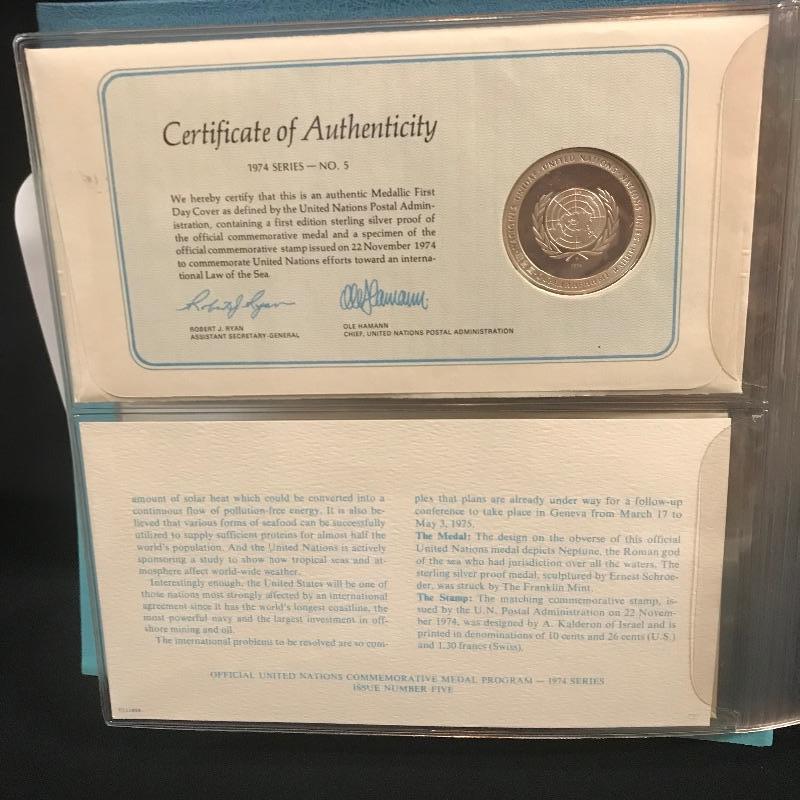 Certificate of Authenticity
1974 SERIES — NO. 5
We hereby certify that this is an authentic Medallic First
Day Cover as defined by the United Nations Postal Admin-
istration, containing a first edition sterling silver proof of
the official commemorative medal and a specimen of the
official commemorative stamp issued on 22 November 1974
to commemorate United Nations efforts toward an interna-
tional Law of the Sea.
Robert J. Ryan
ROBERT J. RYAN
ASSISTANT SECRETARY-GENERAL
Ole Hamann
OLE HAMANN
CHIEF, UNITED NATIONS POSTAL ADMINISTRATION
UNITED NATIONS NATIONS UNIES
amount of solar heat which could be converted into a
continuous flow of pollution-free energy. It is also be-
lieved that various forms of seafood can be successfully
utilized to supply sufficient proteins for almost half the
world's population. And the United Nations is actively
sponsoring a study to show how tropical seas and at-
mosphere affect world-wide weather.
Interestingly enough, the United States will be one of
those nations most strongly affected by an international
agreement since it has the world's longest coastline, the
most powerful navy and the largest investment in off-
shore mining and oil.
The international problems to be resolved are so com-
plex that plans are already under way for a follow-up
conference to take place in Geneva from March 17 to
May 3, 1975.
The Medal: The design on the obverse of this official
United Nations medal depicts Neptune, the Roman god
of the sea who had jurisdiction over all the waters. The
sterling silver proof medal, sculptured by Ernest Schroe-
der, was struck by The Franklin Mint.
The Stamp: The matching commemorative stamp, is-
sued by the U.N. Postal Administration on 22 Novem-
ber 1974, was designed by A. Kalderon of Israel and is
printed in denominations of 10 cents and 26 cents (U.S.)
and 1.30 francs (Swiss).
OFFICIAL UNITED NATIONS COMMEMORATIVE MEDAL PROGRAM — 1974 SERIES
ISSUE NUMBER FIVE